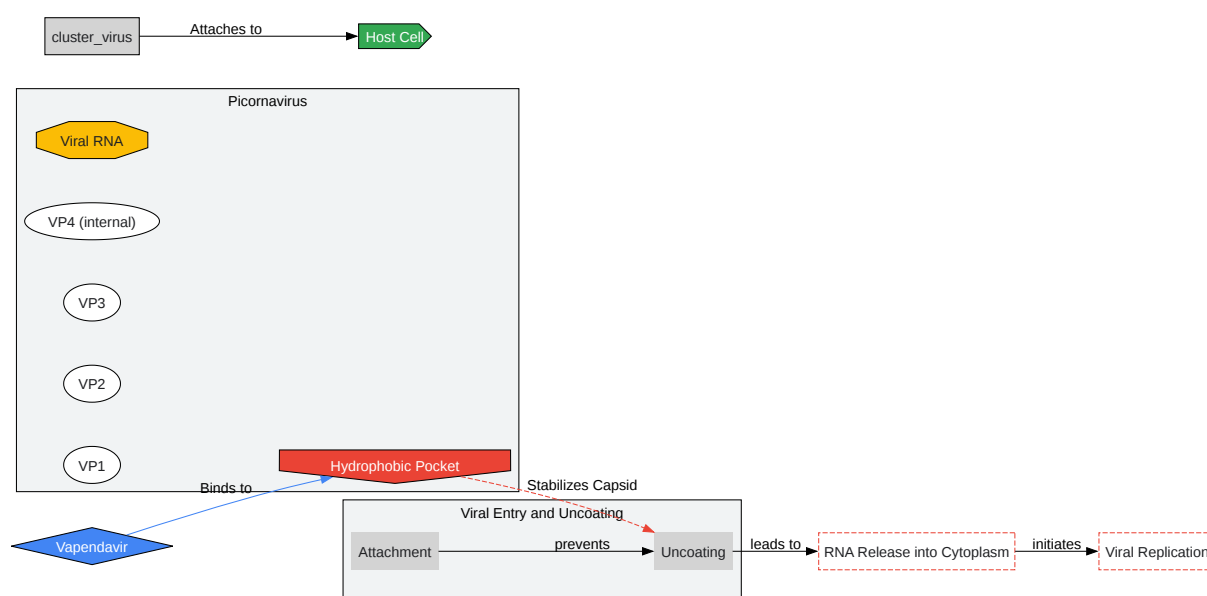 cluster_virus
Attaches to
Host Cell
Picornavirus
Viral RNA
VP4 (internal)
VP3
VP2
VP1
Hydrophobic Pocket
Binds to
Stabilizes Capsid
Vapendavir
Viral Entry and Uncoating
Attachment
prevents
Uncoating
leads to
RNA Release into Cytoplasm
initiates
Viral Replication